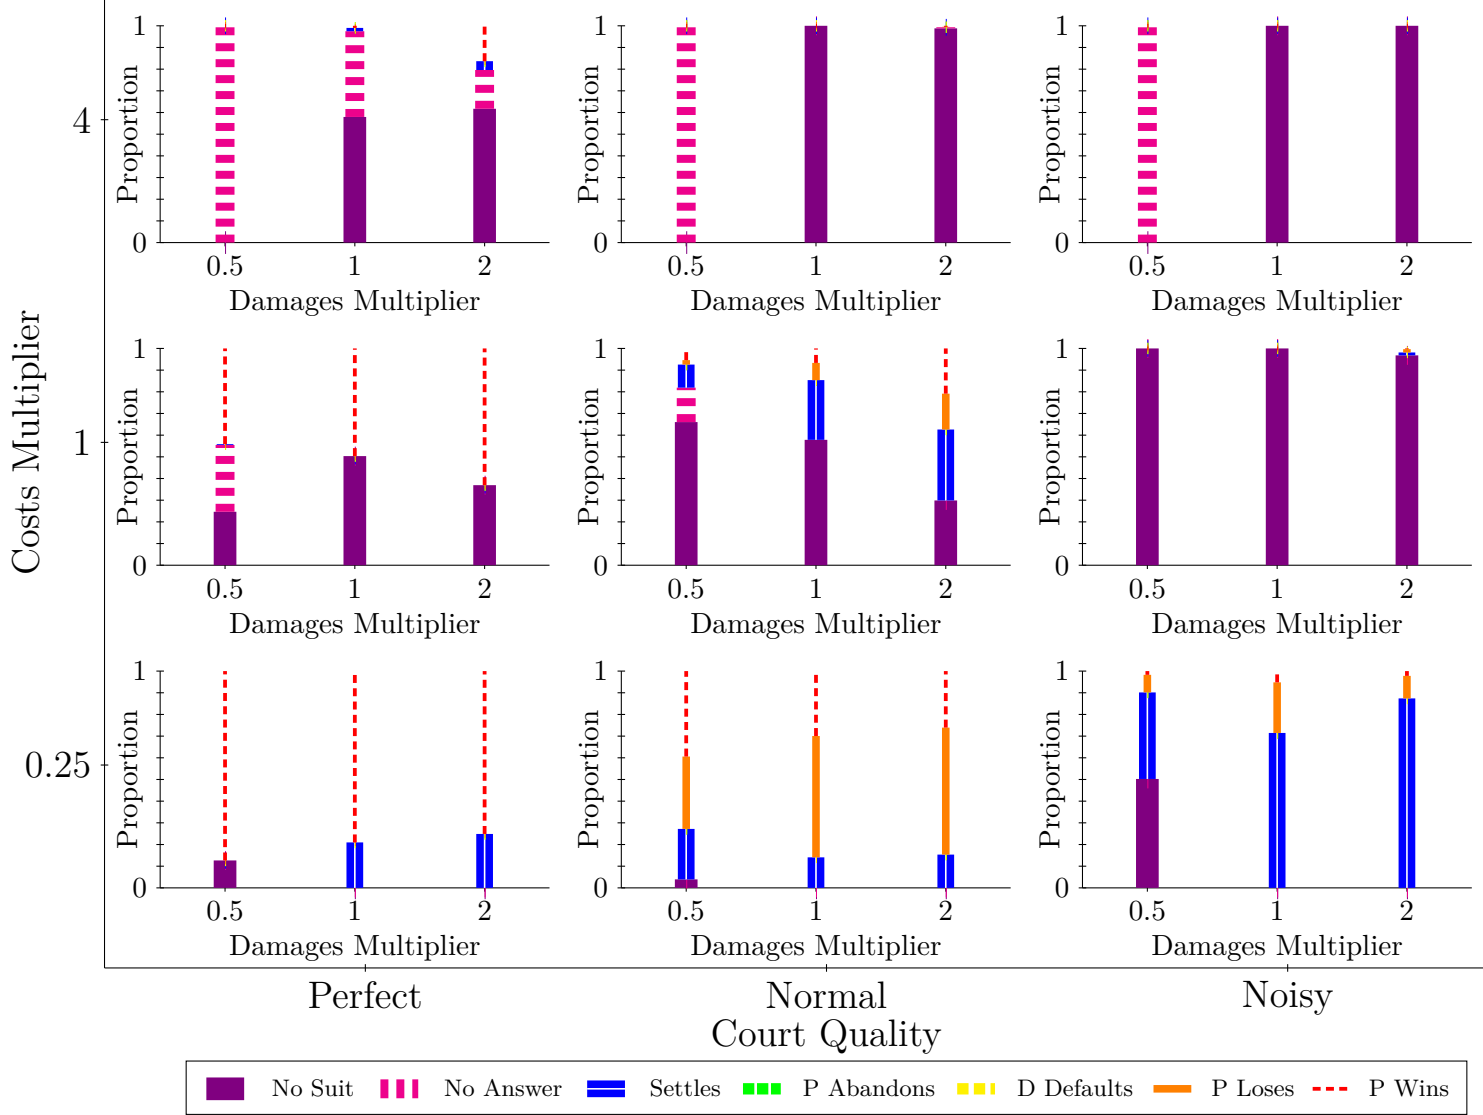 1
Proportion
0
0.5 1 2
Damages Multiplier
1
Proportion
0
0.5 1 2
Damages Multiplier
1
Proportion
0
0.5 1 2
Damages Multiplier
4
1
Proportion
0
0.5 1 2
Damages Multiplier
1
Proportion
0
0.5 1 2
Damages Multiplier
1
Proportion
0
0.5 1 2
Damages Multiplier
1
Costs Multiplier
1
Proportion
0
0.5 1 2
Damages Multiplier
1
Proportion
0
0.5 1 2
Damages Multiplier
1
Proportion
0
0.5 1 2
Damages Multiplier
0.25
Perfect Normal Noisy
Court Quality
No Suit No Answer Settles P Abandons D Defaults P Loses P Wins